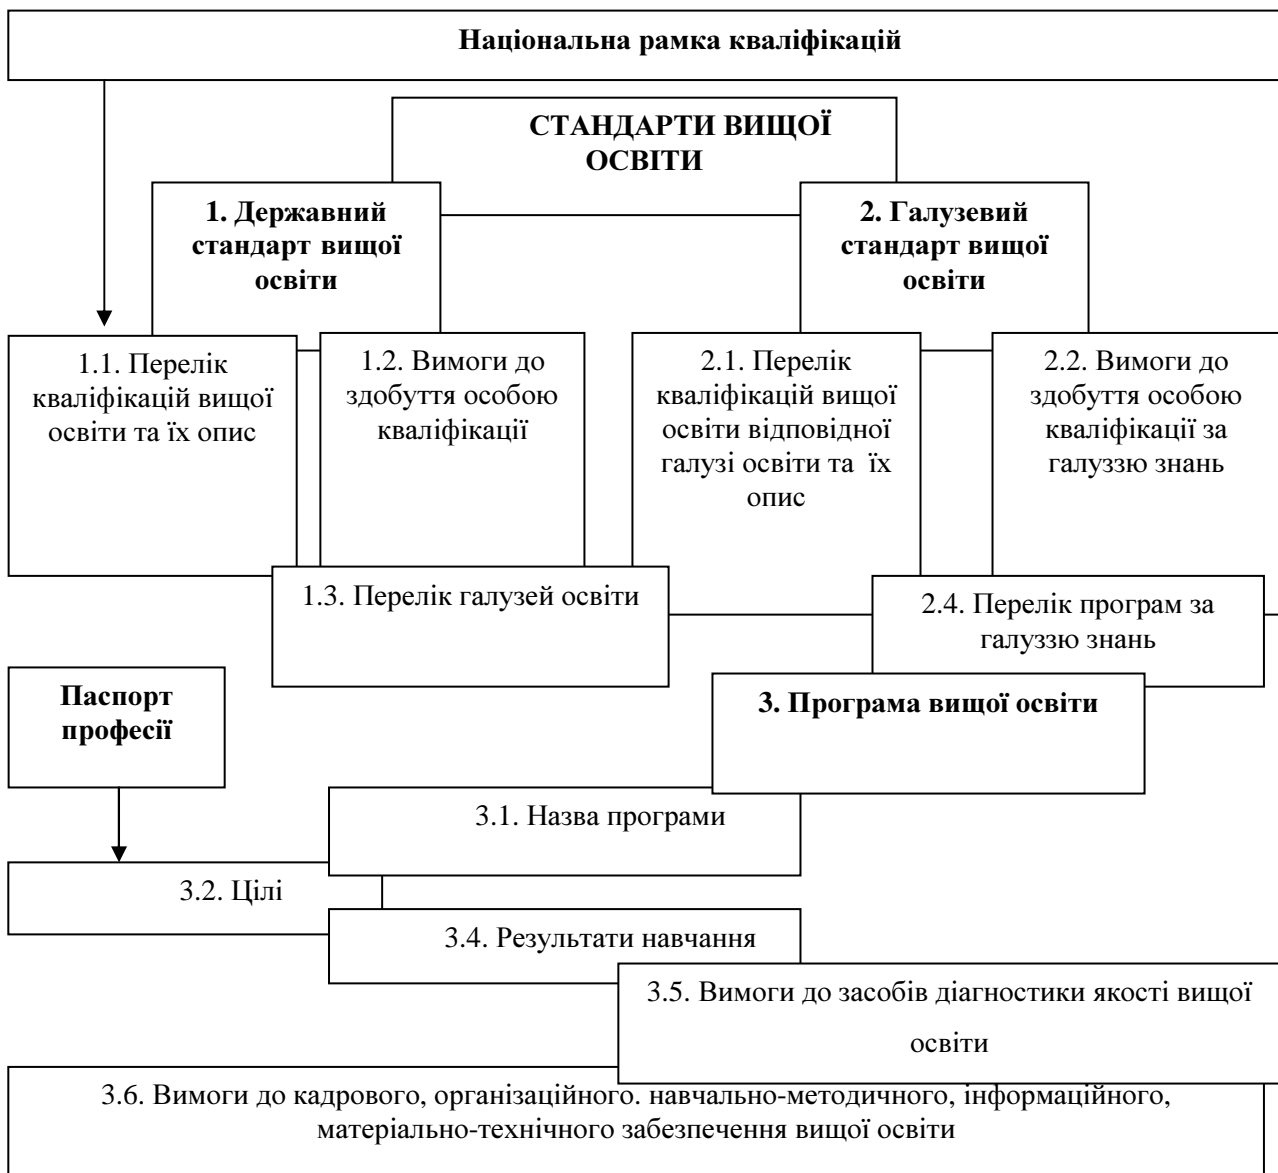 Національна рамка кваліфікацій
СТАНДАРТИ ВИЩОЇ
ОСВІТИ
1. Державний
стандарт вищої
освіти
2. Галузевий
стандарт вищої
освіти
1.1. Перелік
кваліфікацій вищої
освіти та їх опис
1.2. Вимоги до
здобуття особою
кваліфікації
2.1. Перелік
кваліфікацій вищої
освіти відповідної
галузі освіти та їх
опис
2.2. Вимоги до
здобуття особою
кваліфікації за
галуззю знань
1.3. Перелік галузей освіти
2.4. Перелік програм за
галуззю знань
Паспорт
професії
3. Програма вищої освіти
3.1. Назва програми
3.2. Цілі
3.4. Результати навчання
3.5. Вимоги до засобів діагностики якості вищої
освіти
3.6. Вимоги до кадрового, організаційного. навчально-методичного, інформаційного,
матеріально-технічного забезпечення вищої освіти